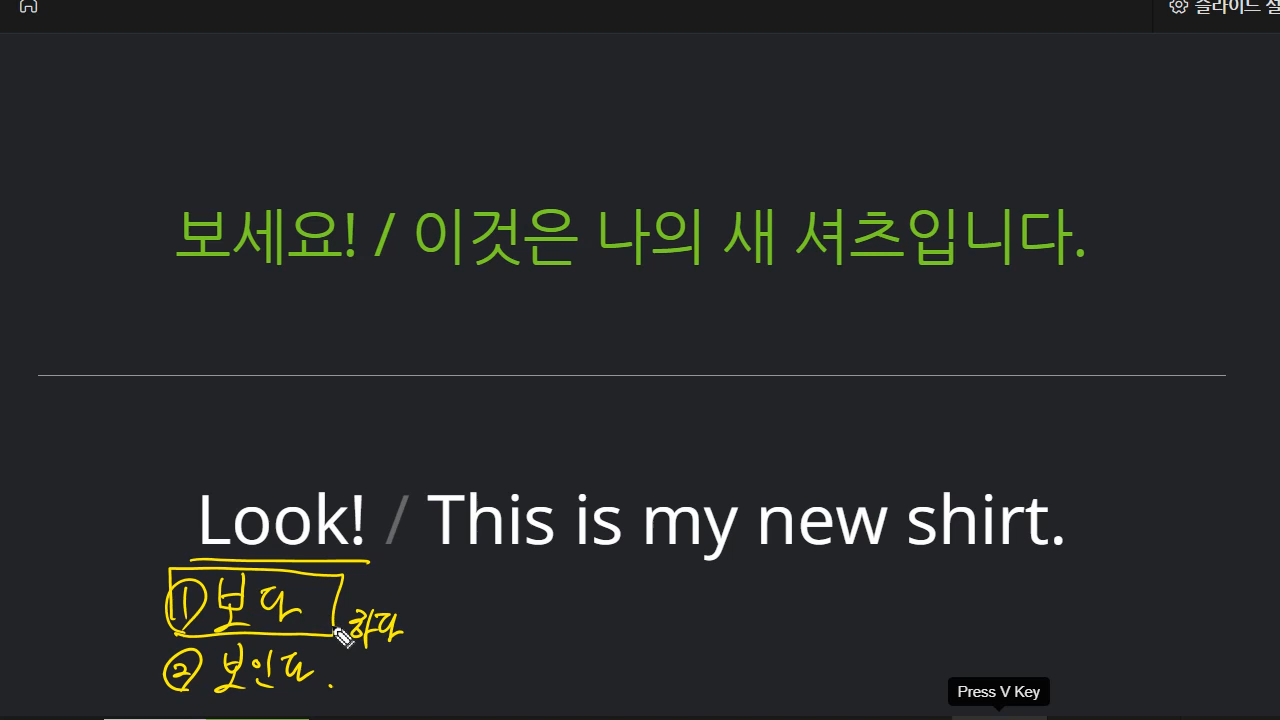 슬라이드 설
보세요! / 이것은 나의 새 셔츠입니다.
Look! / This is my new shirt.
① 보다
하다
② 보인다.
Press V Key